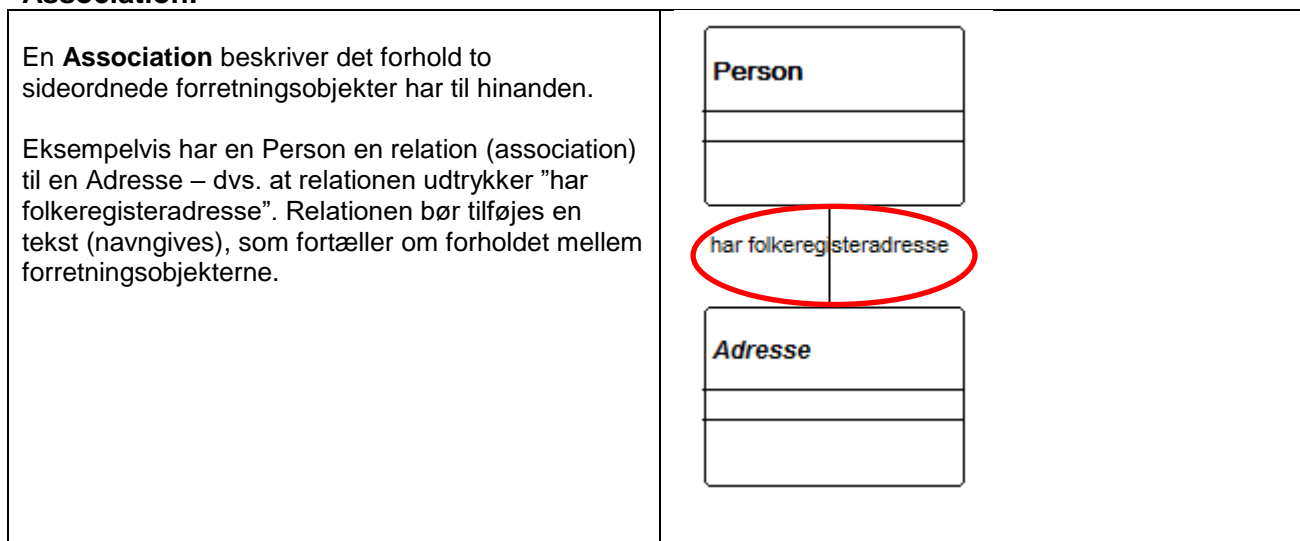 Association:
En Association beskriver det forhold to
sideordnede forretningsobjekter har til hinanden.
Eksempelvis har en Person en relation (association)
til en Adresse – dvs. at relationen udtrykker ”har
folkeregisteradresse”. Relationen bør tilføjes en
tekst (navngives), som fortæller om forholdet mellem
forretningsobjekterne.
Person
har folkeregisteradresse
Adresse